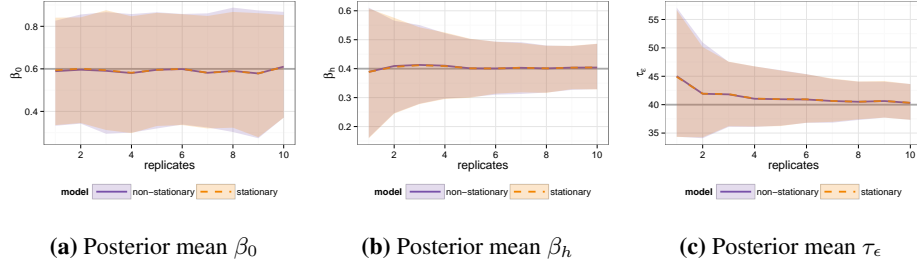 0.8
0.6
0.4
β₀
2 4 6 8 10
replicates
model non-stationary stationary
(a) Posterior mean β₀
0.6
0.5
0.4
0.3
0.2
βₕ
2 4 6 8 10
replicates
model non-stationary stationary
(b) Posterior mean βₕ
55
50
45
40
35
τ_ϵ
2 4 6 8 10
replicates
model non-stationary stationary
(c) Posterior mean τ_ϵ